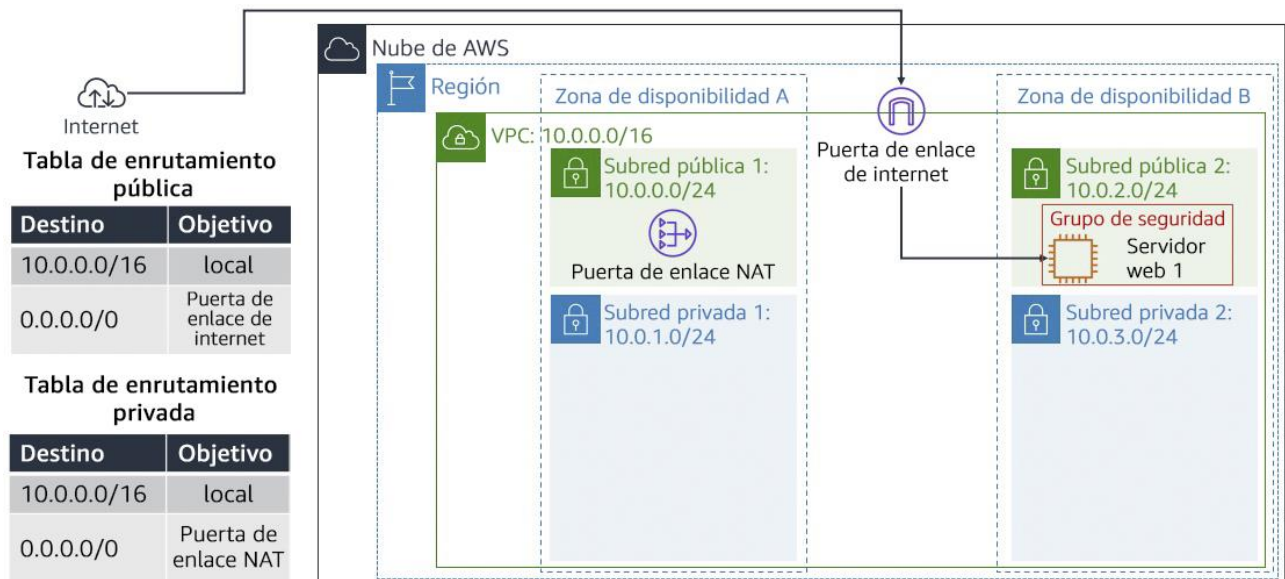 Nube de AWS
Región
Zona de disponibilidad A
Zona de disponibilidad B
Internet
VPC: 10.0.0.0/16
Puerta de enlace
de internet
Subred pública 1:
10.0.0.0/24
Puerta de enlace NAT
Subred pública 2:
10.0.2.0/24
Grupo de seguridad
Servidor
web 1
Subred privada 1:
10.0.1.0/24
Subred privada 2:
10.0.3.0/24
Tabla de enrutamiento
pública
Destino Objetivo
10.0.0.0/16 local
0.0.0.0/0 Puerta de
enlace de
internet
Tabla de enrutamiento
privada
Destino Objetivo
10.0.0.0/16 local
0.0.0.0/0 Puerta de
enlace NAT